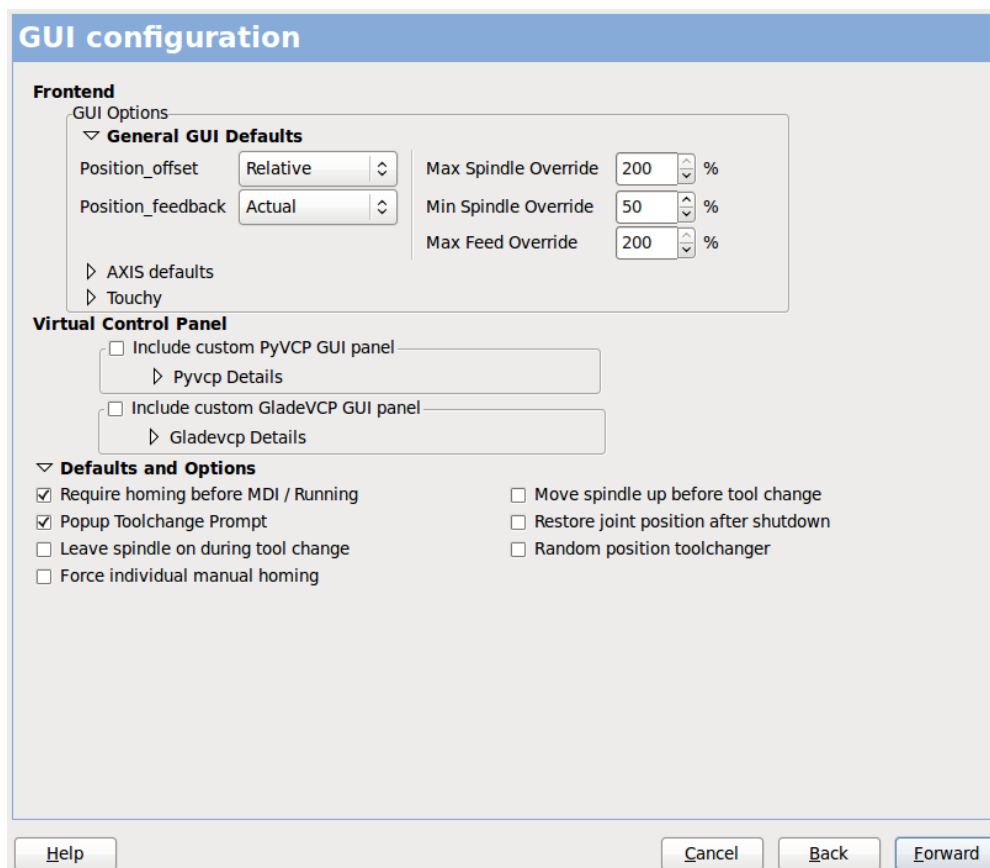 GUI configuration
Frontend
GUI Options
General GUI Defaults
Position_offset Relative Max Spindle Override 200 %
Position_feedback Actual Min Spindle Override 50 %
Max Feed Override 200 %
AXIS defaults
Touchy
Virtual Control Panel
Include custom PyVCP GUI panel
Pyvcp Details
Include custom GladeVCP GUI panel
Gladevcp Details
Defaults and Options
Require homing before MDI / Running Move spindle up before tool change
Popup Toolchange Prompt Restore joint position after shutdown
Leave spindle on during tool change Random position toolchanger
Force individual manual homing
Help Cancel Back Forward